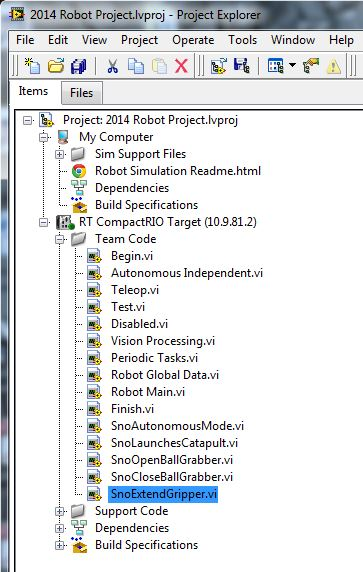 2014 Robot Project.lvproj - Project Explorer
File Edit View Project Operate Tools Window Help
Items Files
Project: 2014 Robot Project.lvproj
My Computer
Sim Support Files
Robot Simulation Readme.html
Dependencies
Build Specifications
RT CompactRIO Target (10.9.81.2)
Team Code
Begin.vi
Autonomous Independent.vi
Teleop.vi
Test.vi
Disabled.vi
Vision Processing.vi
Periodic Tasks.vi
Robot Global Data.vi
Robot Main.vi
Finish.vi
SnoAutonomousMode.vi
SnoLaunchesCatapult.vi
SnoOpenBallGrabber.vi
SnoCloseBallGrabber.vi
SnoExtendGripper.vi
Support Code
Dependencies
Build Specifications